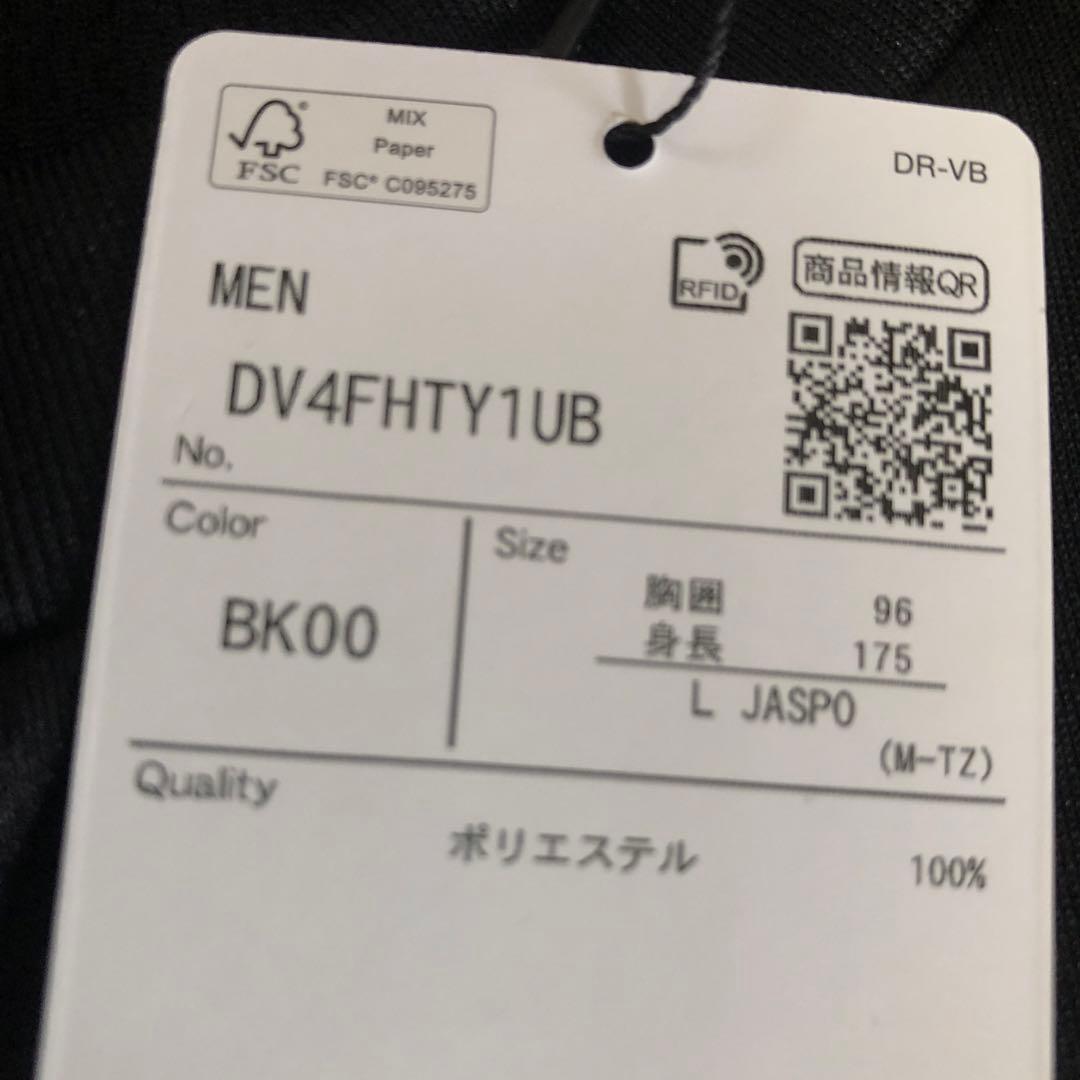 MIX
Paper
FSC® C095275
FSC
DR-VB
RFID
商品情報QR
MEN
DV4FHTY1UB
No.
Color
BK00
Size
胸囲 96
身長 175
L JASPO
(M-TZ)
Quality
ポリエステル 100%